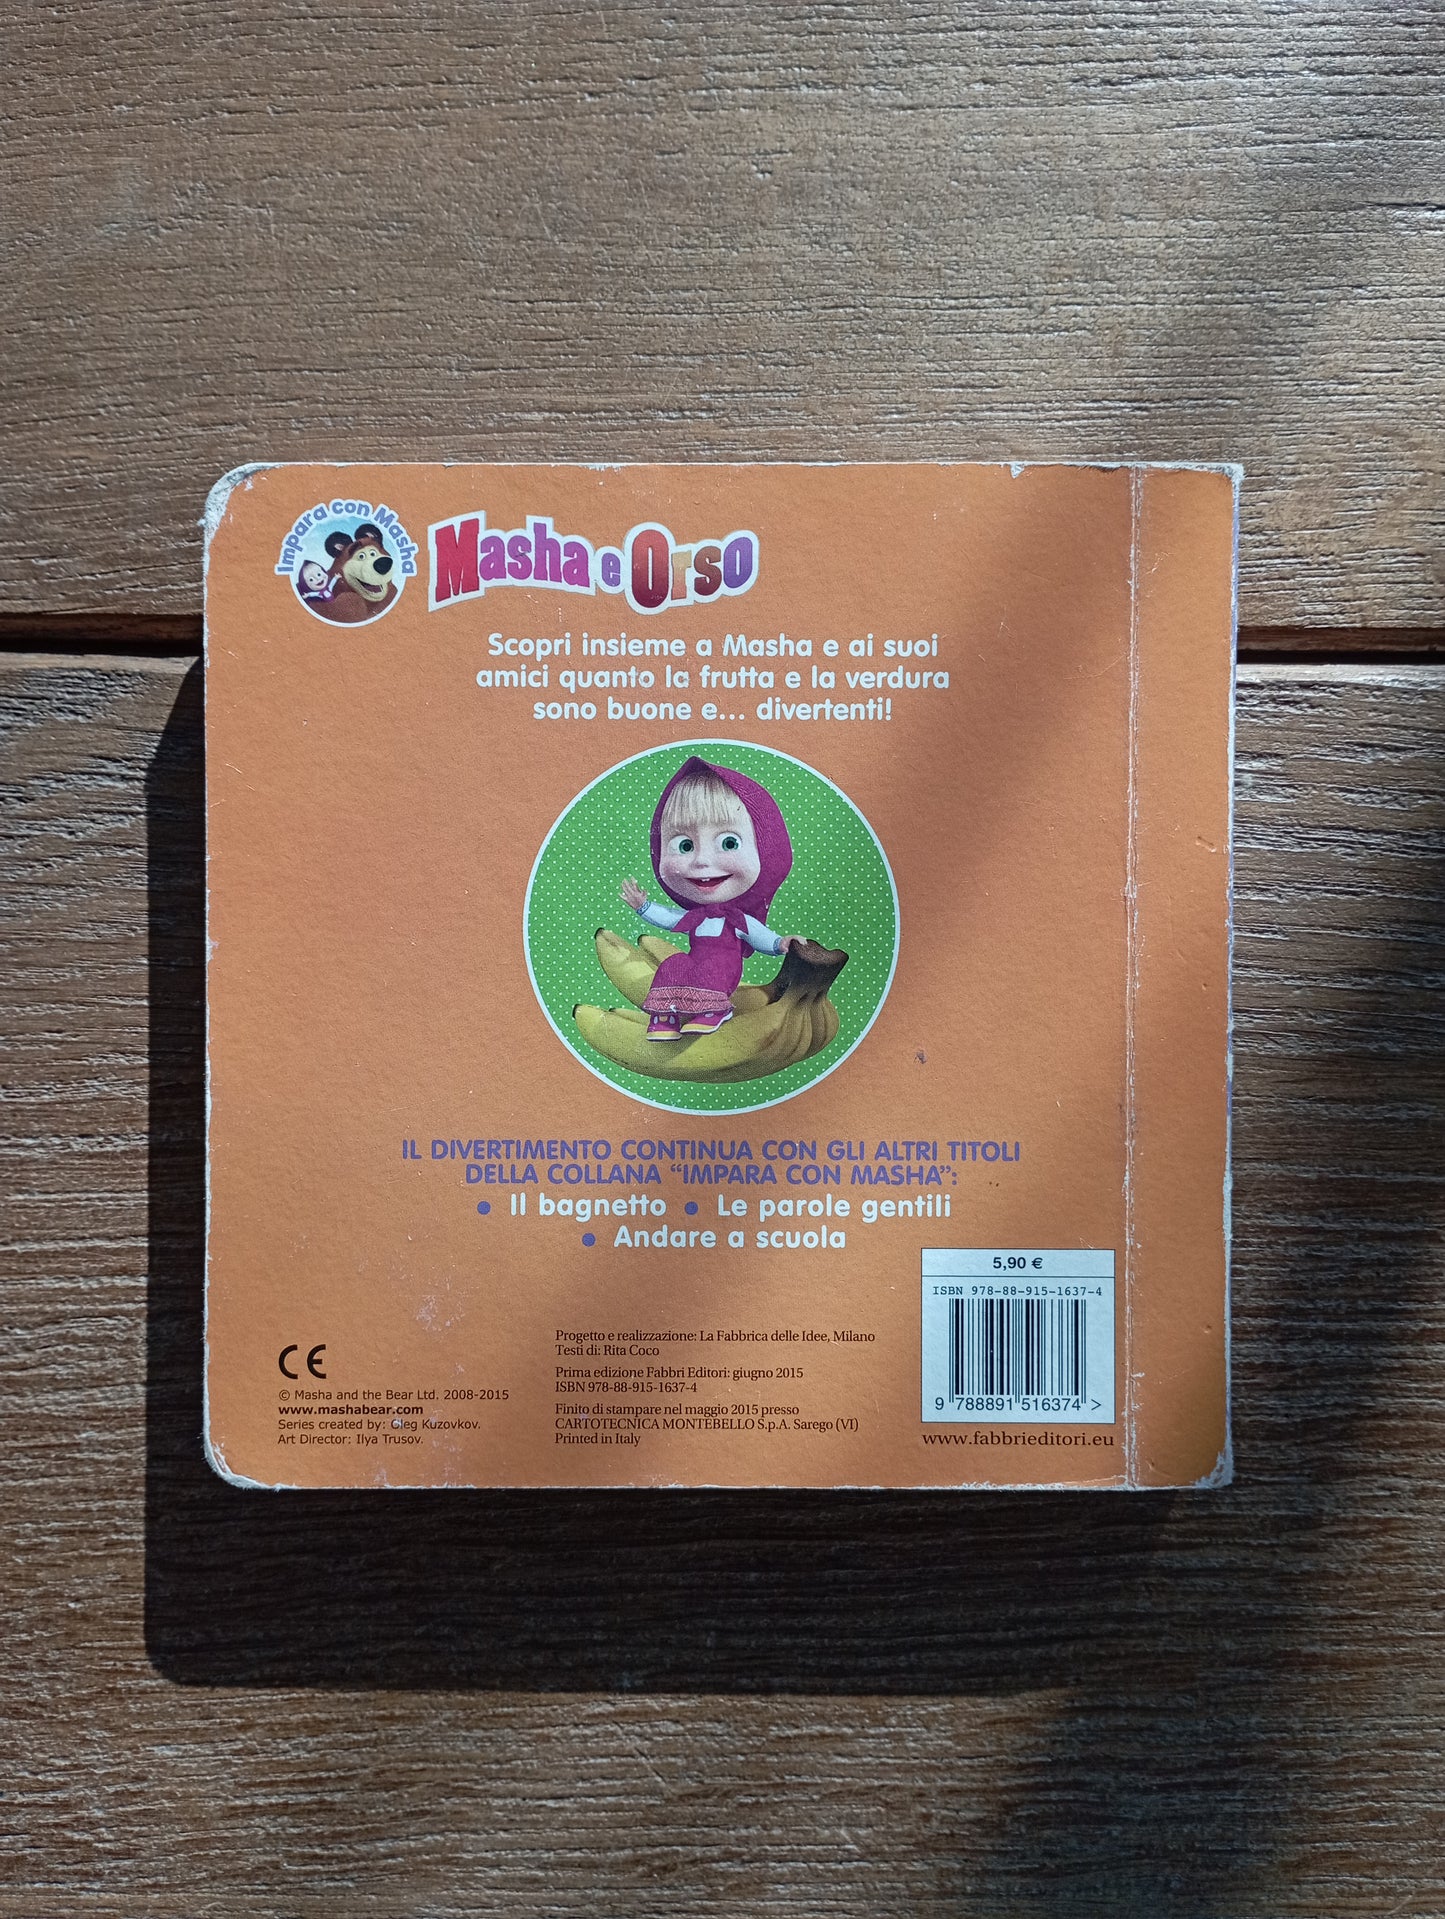 Impara con Masha
Masha e Orso
Scopri insieme a Masha e ai suoi
amici quanto la frutta e la verdura
sono buone e... divertenti!
IL DIVERTIMENTO CONTINUA CON GLI ALTRI TITOLI
DELLA COLLANA “IMPARA CON MASHA”:
• Il bagnetto • Le parole gentili
• Andare a scuola
5,90 €
ISBN 978-88-915-1637-4
9 788891 516374 >
www.fabbrieditori.eu
CE
© Masha and the Bear Ltd. 2008-2015
www.mashabear.com
Series created by: Oleg Kuzovkov.
Art Director: Ilya Trusov.
Progetto e realizzazione: La Fabbrica delle Idee, Milano
Testi di: Rita Coco
Prima edizione Fabbri Editori: giugno 2015
ISBN 978-88-915-1637-4
Finito di stampare nel maggio 2015 presso
CARTOTECNICA MONTEBELLO S.p.A. Sarego (VI)
Printed in Italy